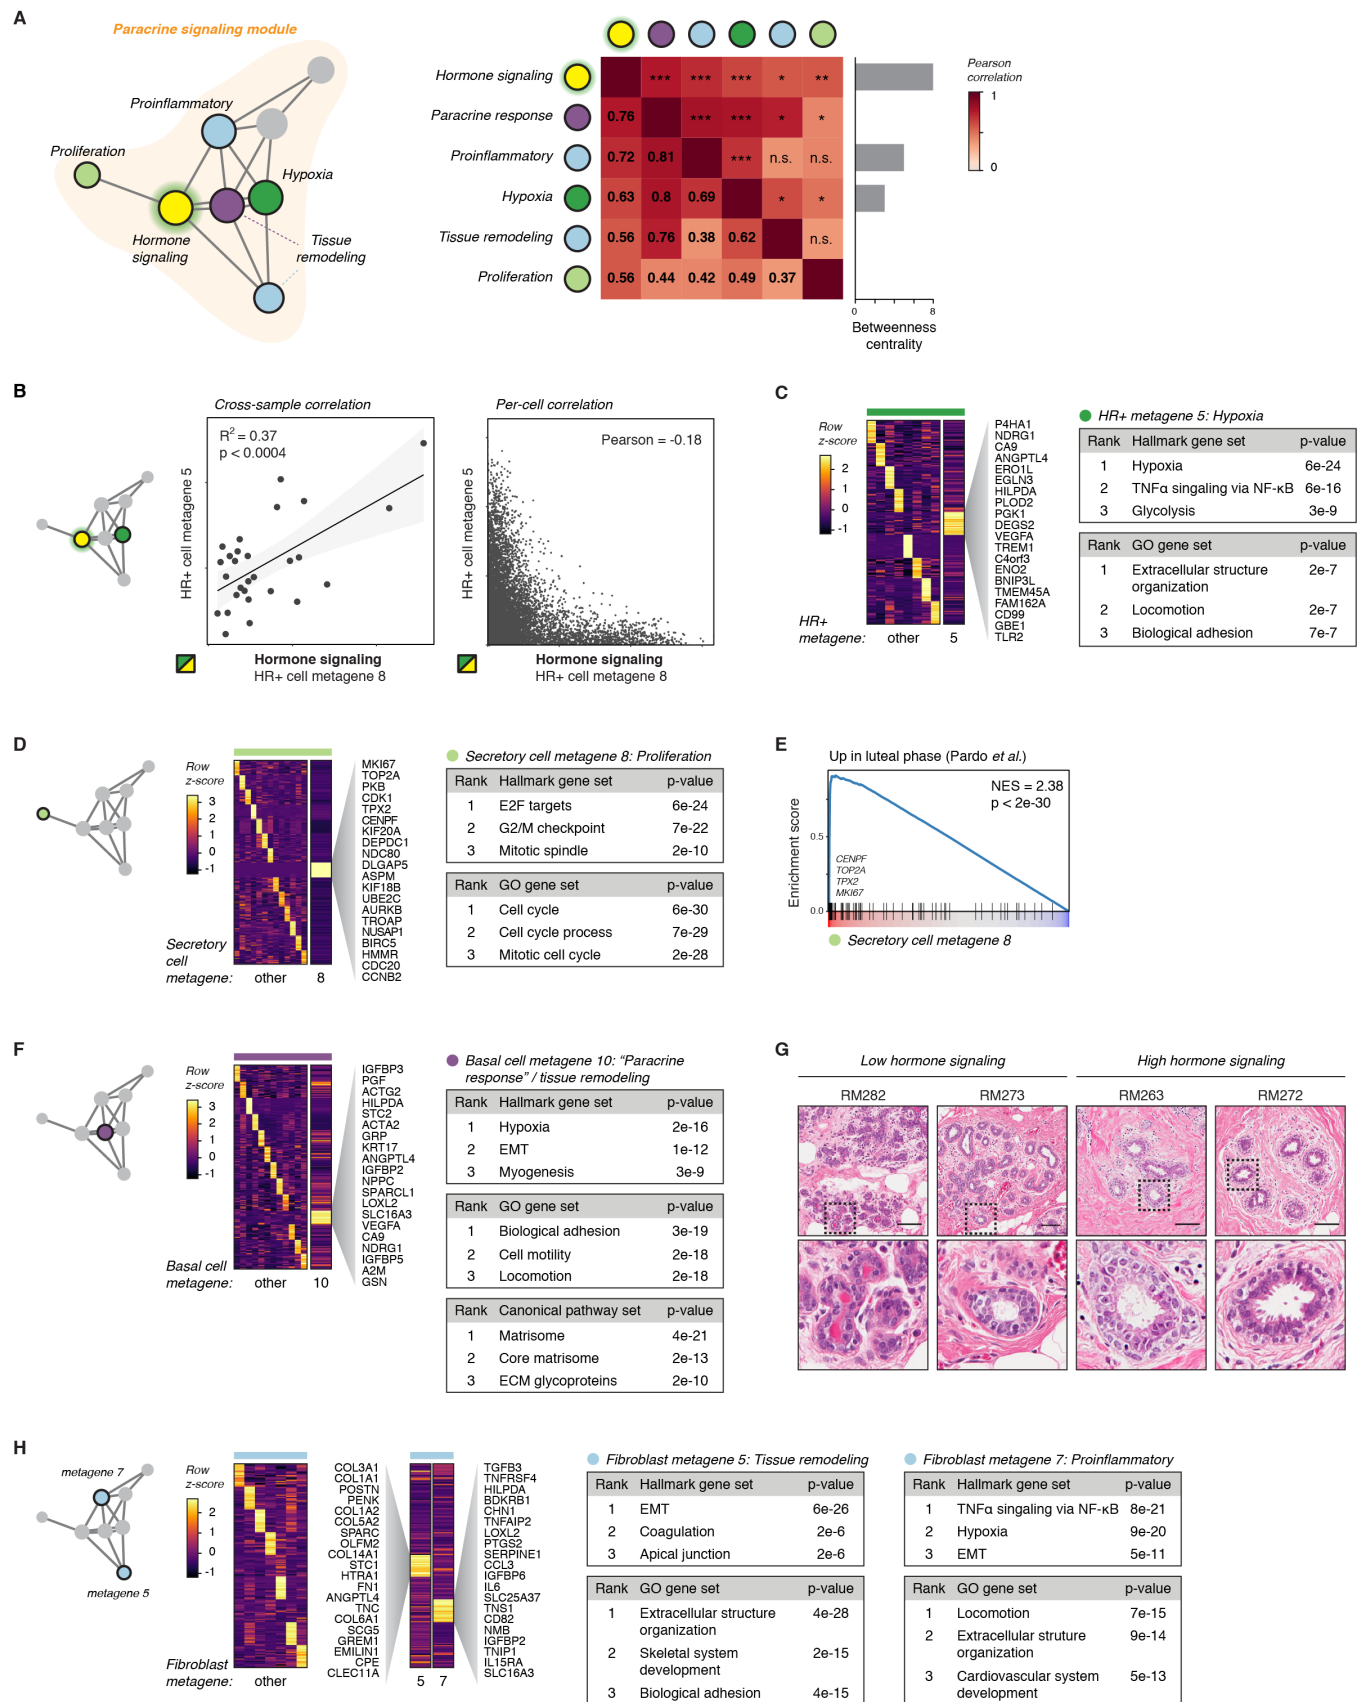 A
Paracrine signaling module
Proinflammatory
Proliferation
Hypoxia
Hormone
signaling
Tissue
remodeling
Hormone signaling
Paracrine response
Proinflammatory
Hypoxia
Tissue remodeling
Proliferation
*** *** *** * **
0.76 *** *** * *
0.72 0.81 *** n.s. n.s.
0.63 0.8 0.69 * *
0.56 0.76 0.38 0.62 n.s.
0.56 0.44 0.42 0.49 0.37
0 8
Betweenness
centrality
Pearson
correlation
1
0
B
Cross-sample correlation
R2 = 0.37
p < 0.0004
HR+ cell metagene 5
Hormone signaling
HR+ cell metagene 8
Per-cell correlation
Pearson = -0.18
HR+ cell metagene 5
Hormone signaling
HR+ cell metagene 8
C
Row
z-score
2
1
0
-1
HR+
metagene:
other 5
P4HA1
NDRG1
CA9
ANGPTL4
ERO1L
EGLN3
HILPDA
PLOD2
PGK1
DEGS2
VEGFA
TREM1
C4orf3
ENO2
BNIP3L
TMEM45A
FAM162A
CD99
GBE1
TLR2
HR+ metagene 5: Hypoxia
Rank Hallmark gene set p-value
1 Hypoxia 6e-24
2 TNFα singaling via NF-κB 6e-16
3 Glycolysis 3e-9
Rank GO gene set p-value
1 Extracellular structure 2e-7
organization
2 Locomotion 2e-7
3 Biological adhesion 7e-7
D
Row
z-score
3
2
1
0
-1
Secretory
cell
metagene:
other 8
MKI67
TOP2A
PKB
CDK1
TPX2
CENPF
KIF20A
DEPDC1
NDC80
DLGAP5
ASPM
KIF18B
UBE2C
AURKB
TROAP
NUSAP1
BIRC5
HMMR
CDC20
CCNB2
Secretory cell metagene 8: Proliferation
Rank Hallmark gene set p-value
1 E2F targets 6e-24
2 G2/M checkpoint 7e-22
3 Mitotic spindle 2e-10
Rank GO gene set p-value
1 Cell cycle 6e-30
2 Cell cycle process 7e-29
3 Mitotic cell cycle 2e-28
E
Up in luteal phase (Pardo et al.)
NES = 2.38
p < 2e-30
Enrichment score
0.5
0.0
CENPF
TOP2A
TPX2
MKI67
Secretory cell metagene 8
F
Row
z-score
3
2
1
0
-1
Basal cell
metagene:
other 10
IGFBP3
PGF
ACTG2
HILPDA
STC2
ACTA2
GRP
KRT17
ANGPTL4
IGFBP2
NPPC
SPARCL1
LOXL2
SLC16A3
VEGFA
CA9
NDRG1
IGFBP5
A2M
GSN
Basal cell metagene 10: “Paracrine
response” / tissue remodeling
Rank Hallmark gene set p-value
1 Hypoxia 2e-16
2 EMT 1e-12
3 Myogenesis 3e-9
Rank GO gene set p-value
1 Biological adhesion 3e-19
2 Cell motility 2e-18
3 Locomotion 2e-18
Rank Canonical pathway set p-value
1 Matrisome 4e-21
2 Core matrisome 2e-13
3 ECM glycoproteins 2e-10
G
Low hormone signaling High hormone signaling
RM282 RM273 RM263 RM272
H
metagene 7
metagene 5
Row
z-score
2
1
0
-1
Fibroblast
metagene:
other
COL3A1
COL1A1
POSTN
PENK
COL1A2
COL5A2
SPARC
OLFM2
COL14A1
STC1
HTRA1
FN1
ANGPTL4
TNC
COL6A1
SCG5
GREM1
EMILIN1
CPE
CLEC11A
5 7
TGFB3
TNFRSF4
HILPDA
BDKRB1
CHN1
TNFAIP2
LOXL2
PTGS2
SERPINE1
CCL3
IGFBP6
IL6
SLC25A37
TNS1
CD82
NMB
IGFBP2
TNIP1
IL15RA
SLC16A3
Fibroblast metagene 5: Tissue remodeling
Rank Hallmark gene set p-value
1 EMT 6e-26
2 Coagulation 2e-6
3 Apical junction 2e-6
Rank GO gene set p-value
1 Extracellular structure 4e-28
organization
2 Skeletal system 2e-15
development
3 Biological adhesion 4e-15
Fibroblast metagene 7: Proinflammatory
Rank Hallmark gene set p-value
1 TNFα singaling via NF-κB 8e-21
2 Hypoxia 9e-20
3 EMT 5e-11
Rank GO gene set p-value
1 Locomotion 7e-15
2 Extracellular struture 9e-14
organization
3 Cardiovascular system 5e-13
development